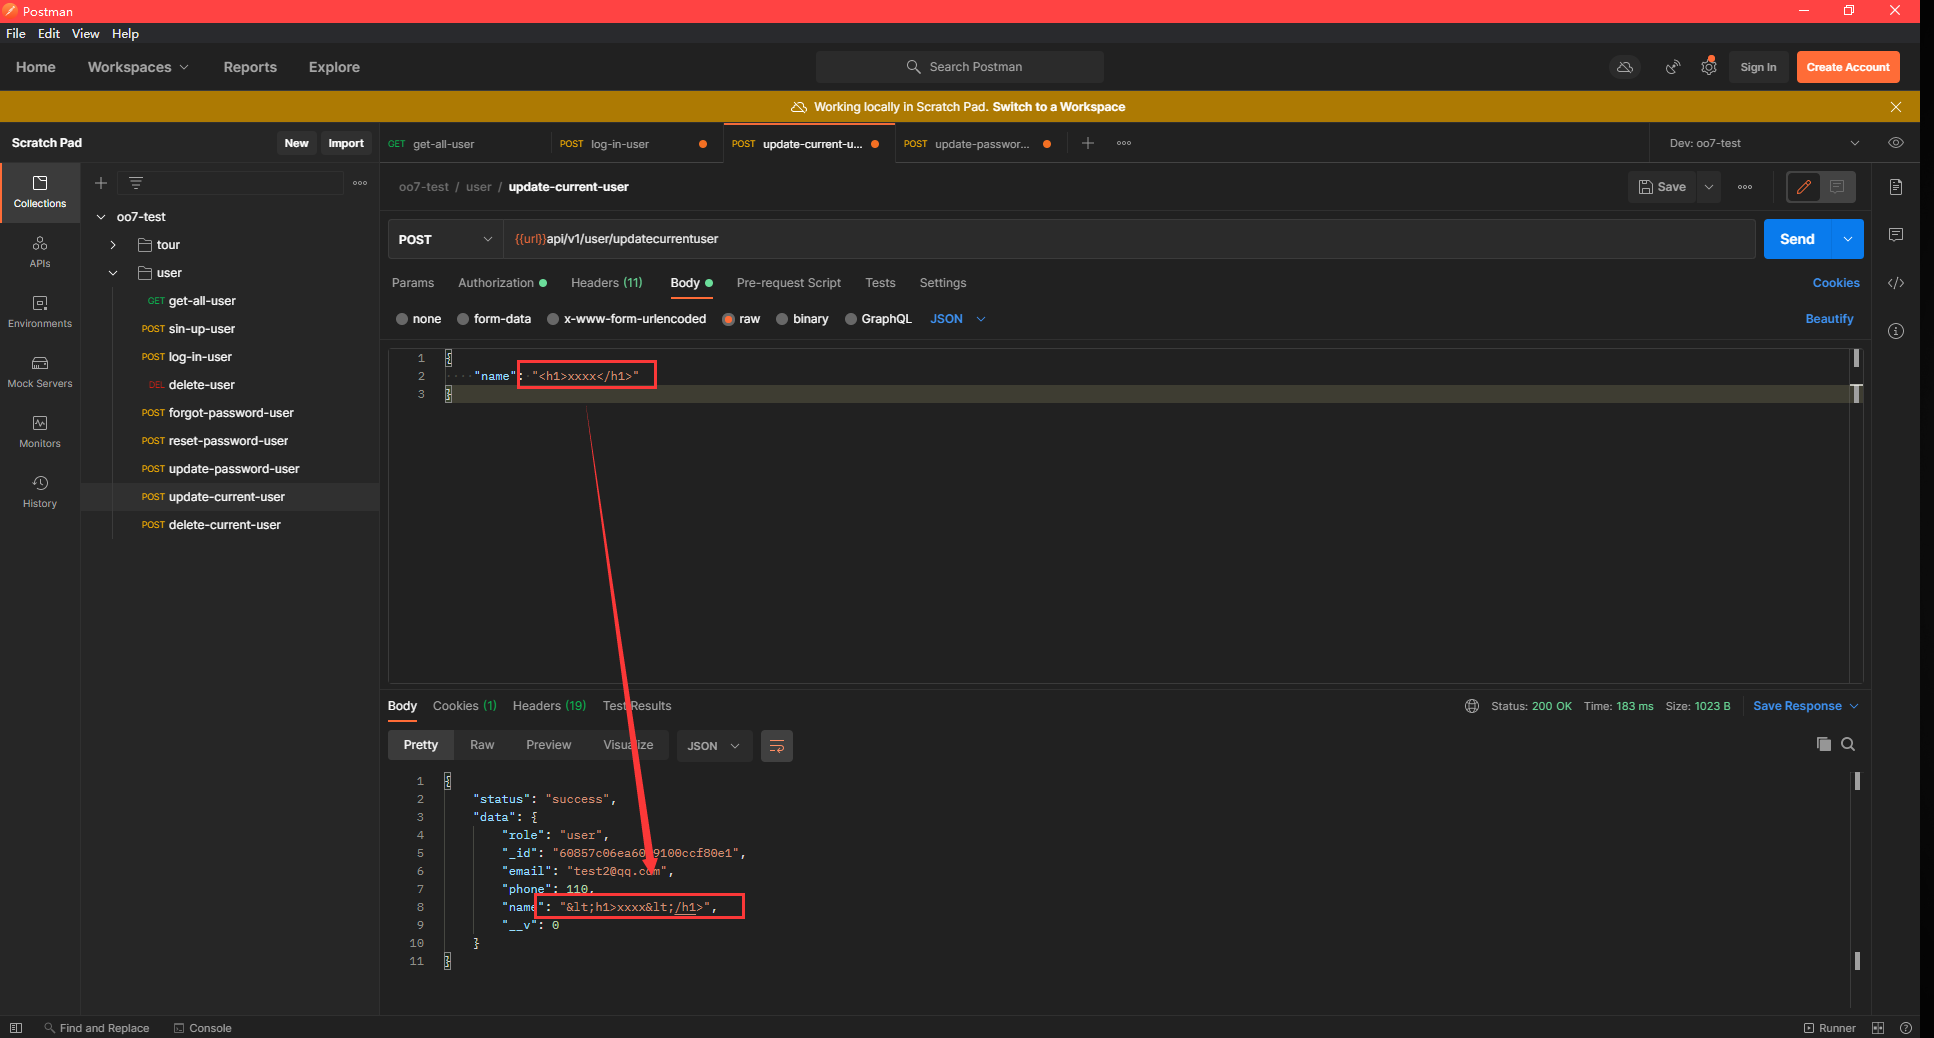 Postman
File Edit View Help
Home Workspaces Reports Explore
Search Postman
Sign In
Create Account
Working locally in Scratch Pad. Switch to a Workspace
Scratch Pad
New
Import
GET get-all-user
POST log-in-user
POST update-current-u...
POST update-passwor...
Dev: oo7-test
Collections
APIs
Environments
Mock Servers
Monitors
History
oo7-test
tour
user
GET get-all-user
POST sin-up-user
POST log-in-user
DEL delete-user
POST forgot-password-user
POST reset-password-user
POST update-password-user
POST update-current-user
POST delete-current-user
oo7-test / user / update-current-user
Save
POST
{{url}}api/v1/user/updatecurrentuser
Send
Params Authorization Headers (11) Body Pre-request Script Tests Settings
Cookies
none form-data x-www-form-urlencoded raw binary GraphQL JSON
Beautify
1 {
2 "name": "<h1>xxxx</h1>"
3 }
Body Cookies (1) Headers (19) Test Results
Status: 200 OK Time: 183 ms Size: 1023 B
Save Response
Pretty Raw Preview Visualize JSON
1 {
2 "status": "success",
3 "data": {
4 "role": "user",
5 "_id": 9100ccf80e1",
6 "email": "test2@qq.com",
7 "phone": 110,
8 "name": "&lt;h1>xxxx&lt;/h1>",
9 "__v": 0
10 }
11 }
Find and Replace
Console
Runner